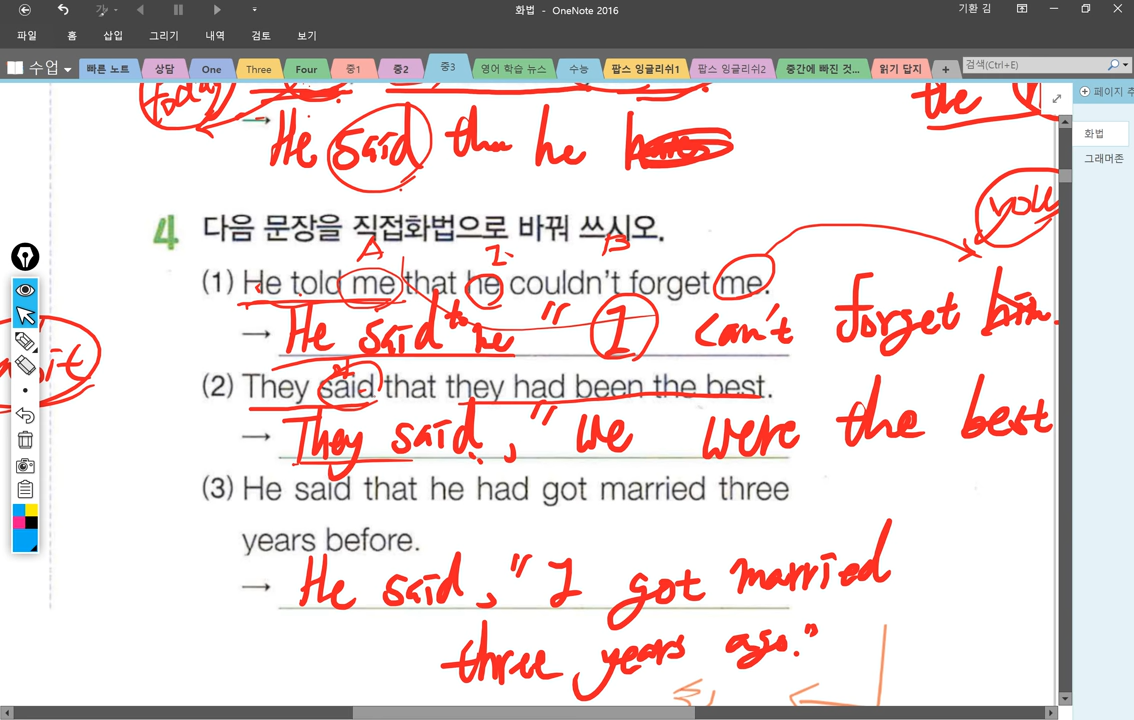 화법 - OneNote 2016
기환 김
파일 홈 삽입 그리기 내역 검토 보기
수업 빠른 노트 상담 One Three Four 중1 중2 중3 영어 학습 뉴스 수능 팝스 잉글리쉬1 팝스 잉글리쉬2 중간에 빠진 것... 읽기 답지 + 검색(Ctrl+E)
페이지 추
화법
그래머존
today
the
He said he
you
4 다음 문장을 직접화법으로 바꿔 쓰시오.
A I B
(1) He told me that he couldn't forget me.
→ He said to me " I can't forget him.
(2) They said that they had been the best.
→ They said, " We were the best
(3) He said that he had got married three
years before.
→ He said, " I got married
three years ago."